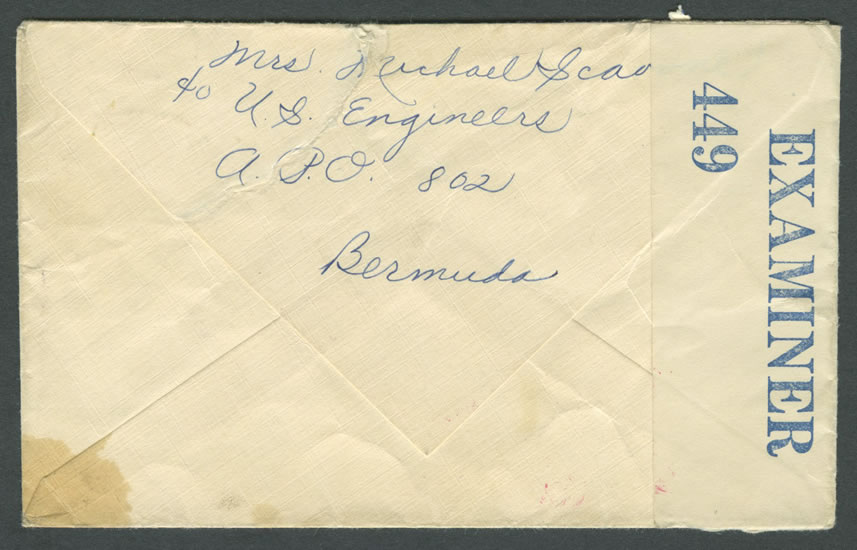 Mrs. Michael
c/o U.S. Engineers
A.P.O. 802
Bermuda
EXAMINER
449